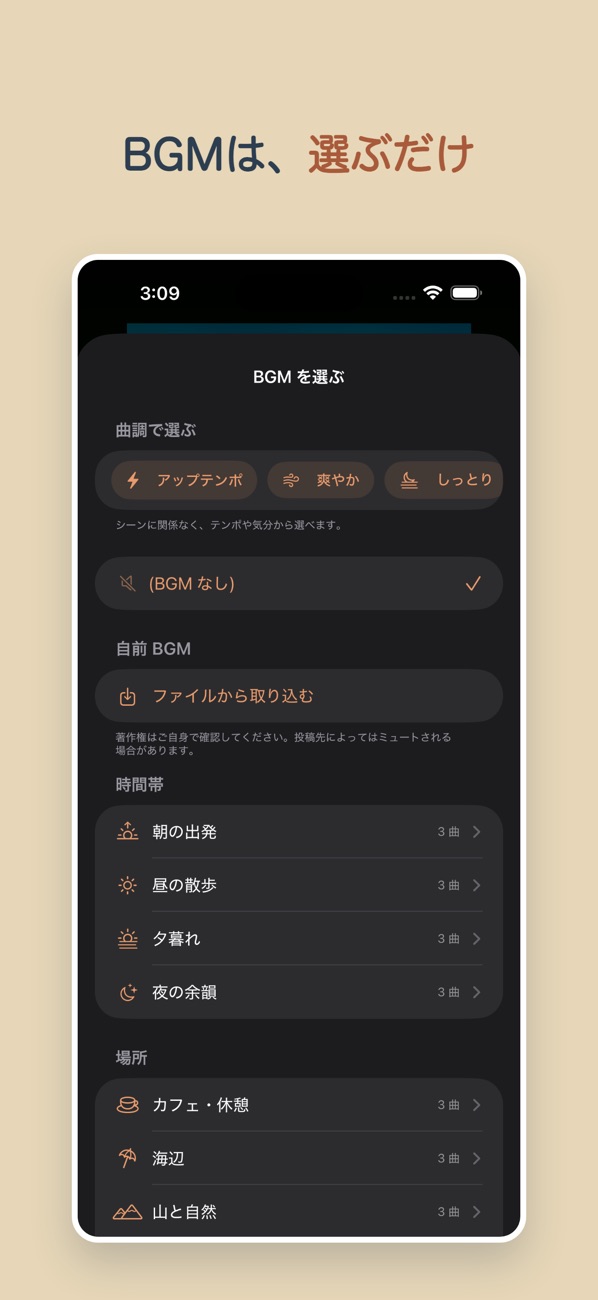 BGMは、選ぶだけ
3:09
BGM を選ぶ
曲調で選ぶ
アップテンポ 爽やか しっとり
シーンに関係なく、テンポや気分から選べます。
(BGM なし)
自前 BGM
ファイルから取り込む
著作権はご自身で確認してください。投稿先によってはミュートされる
場合があります。
時間帯
朝の出発 3 曲
昼の散歩 3 曲
夕暮れ 3 曲
夜の余韻 3 曲
場所
カフェ・休憩 3 曲
海辺 3 曲
山と自然 3 曲